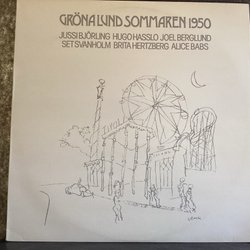 GRÖNA LUND SOMMAREN 1950
JUSSI BJÖRLING HUGO HASSLO JOEL BERGLUND
SET SVANHOLM BRITA HERTZBERG ALICE BABS